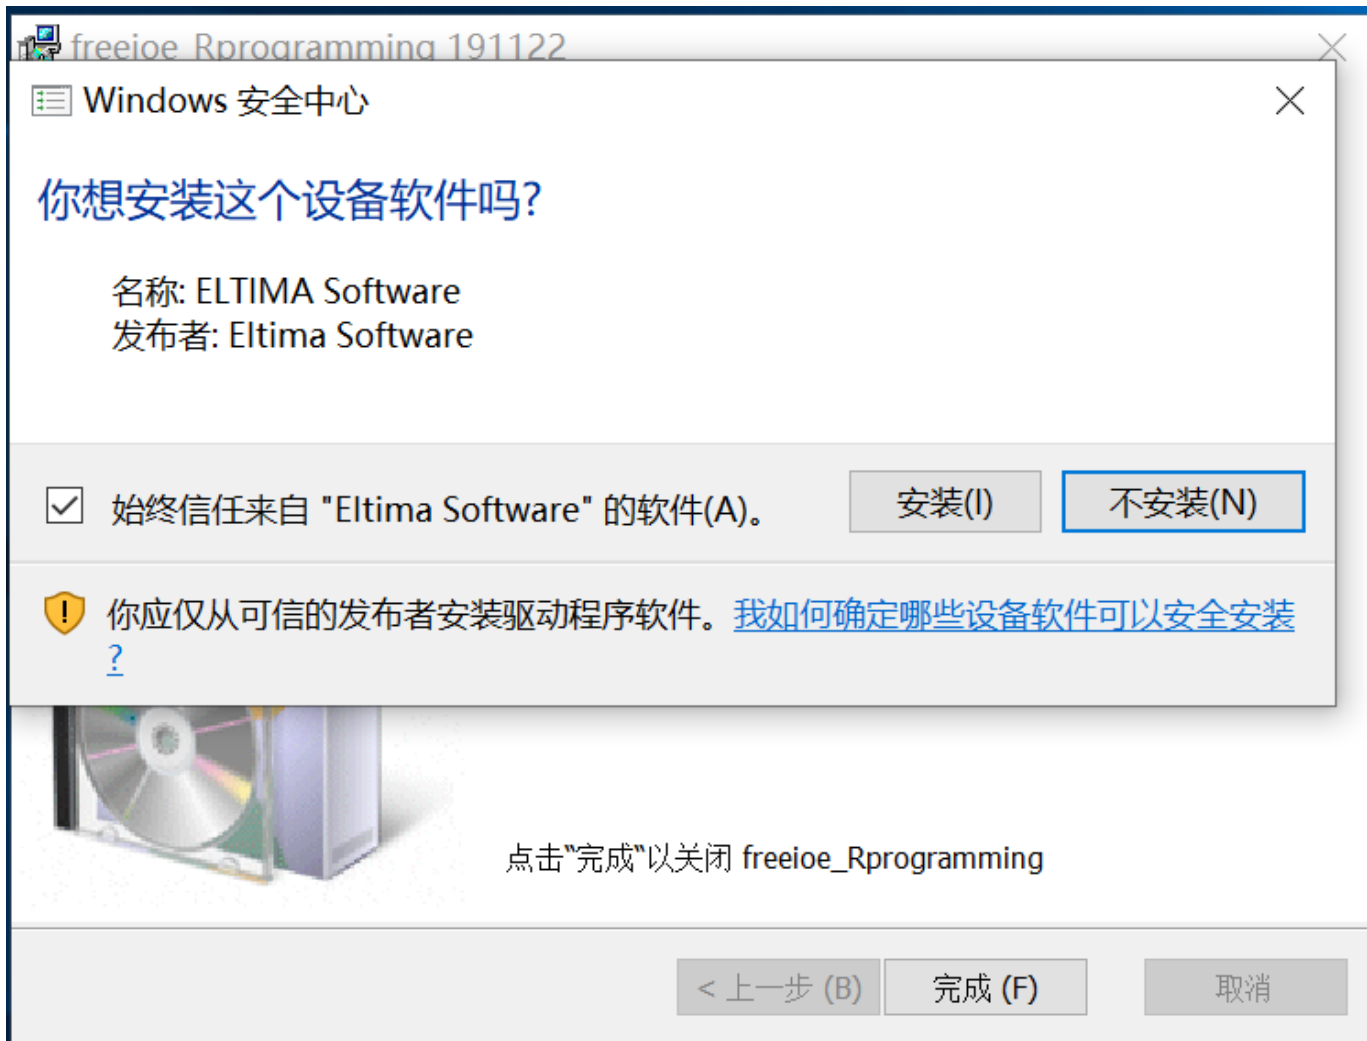 freeioe_Rprogramming 191122
Windows 安全中心
你想安装这个设备软件吗?
名称: ELTIMA Software
发布者: Eltima Software
始终信任来自 "Eltima Software" 的软件(A)。
安装(I)
不安装(N)
你应仅从可信的发布者安装驱动程序软件。我如何确定哪些设备软件可以安全安装
?
点击"完成"以关闭 freeioe_Rprogramming
< 上一步 (B)
完成 (F)
取消